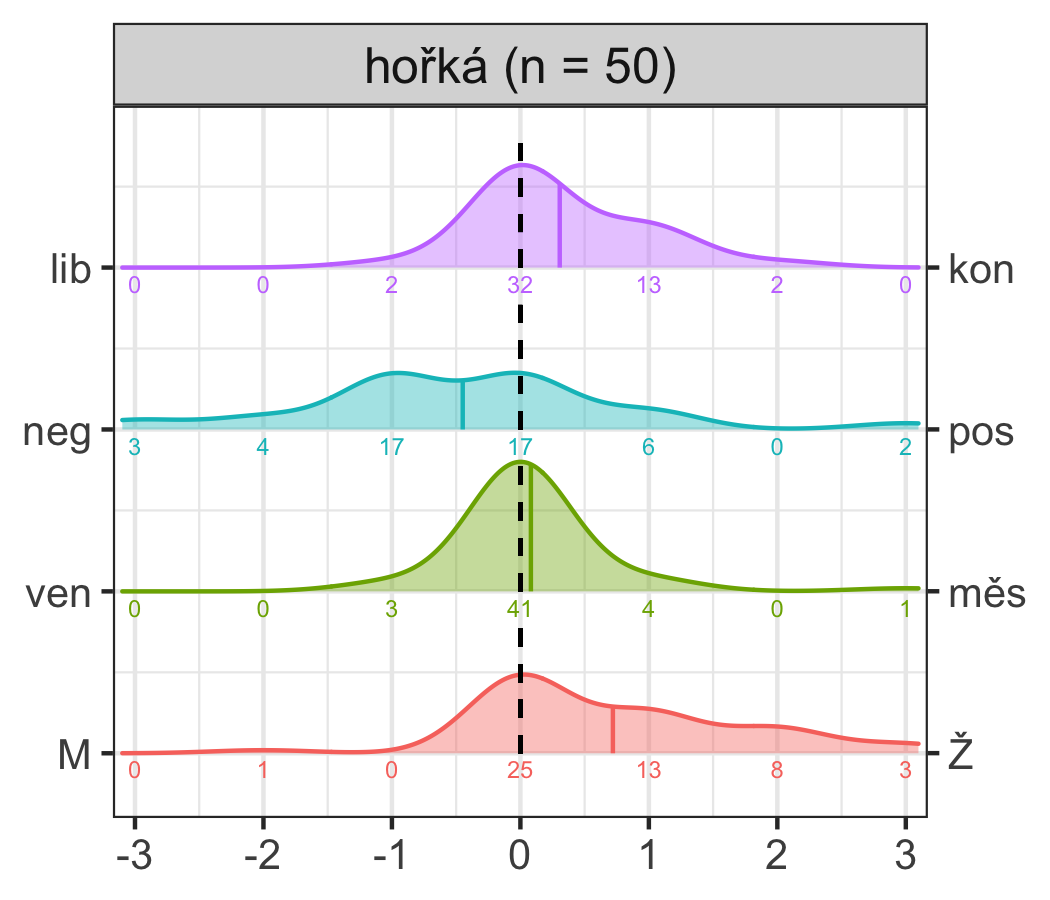 hořká (n = 50)
lib kon
0 0 2 32 13 2 0
neg pos
3 4 17 17 6 0 2
ven měs
0 0 3 41 4 0 1
M Ž
0 1 0 25 13 8 3
-3 -2 -1 0 1 2 3